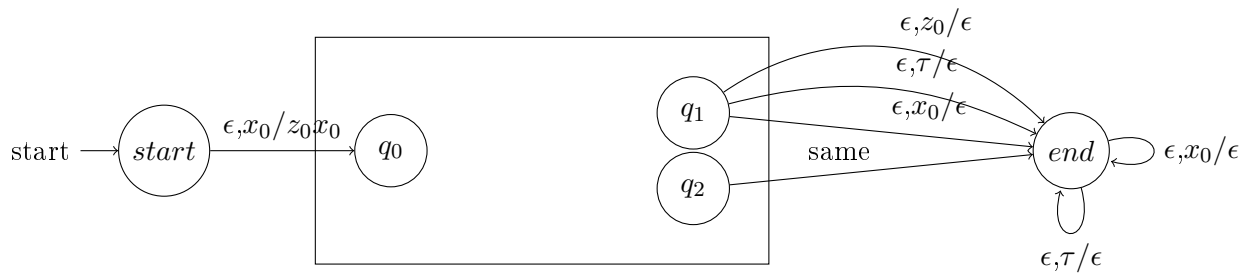 ϵ,z₀/ϵ
ϵ,τ/ϵ
ϵ,x₀/ϵ
q₁
start
start
ϵ,x₀/z₀x₀
q₀
same
end
ϵ,x₀/ϵ
q₂
ϵ,τ/ϵ